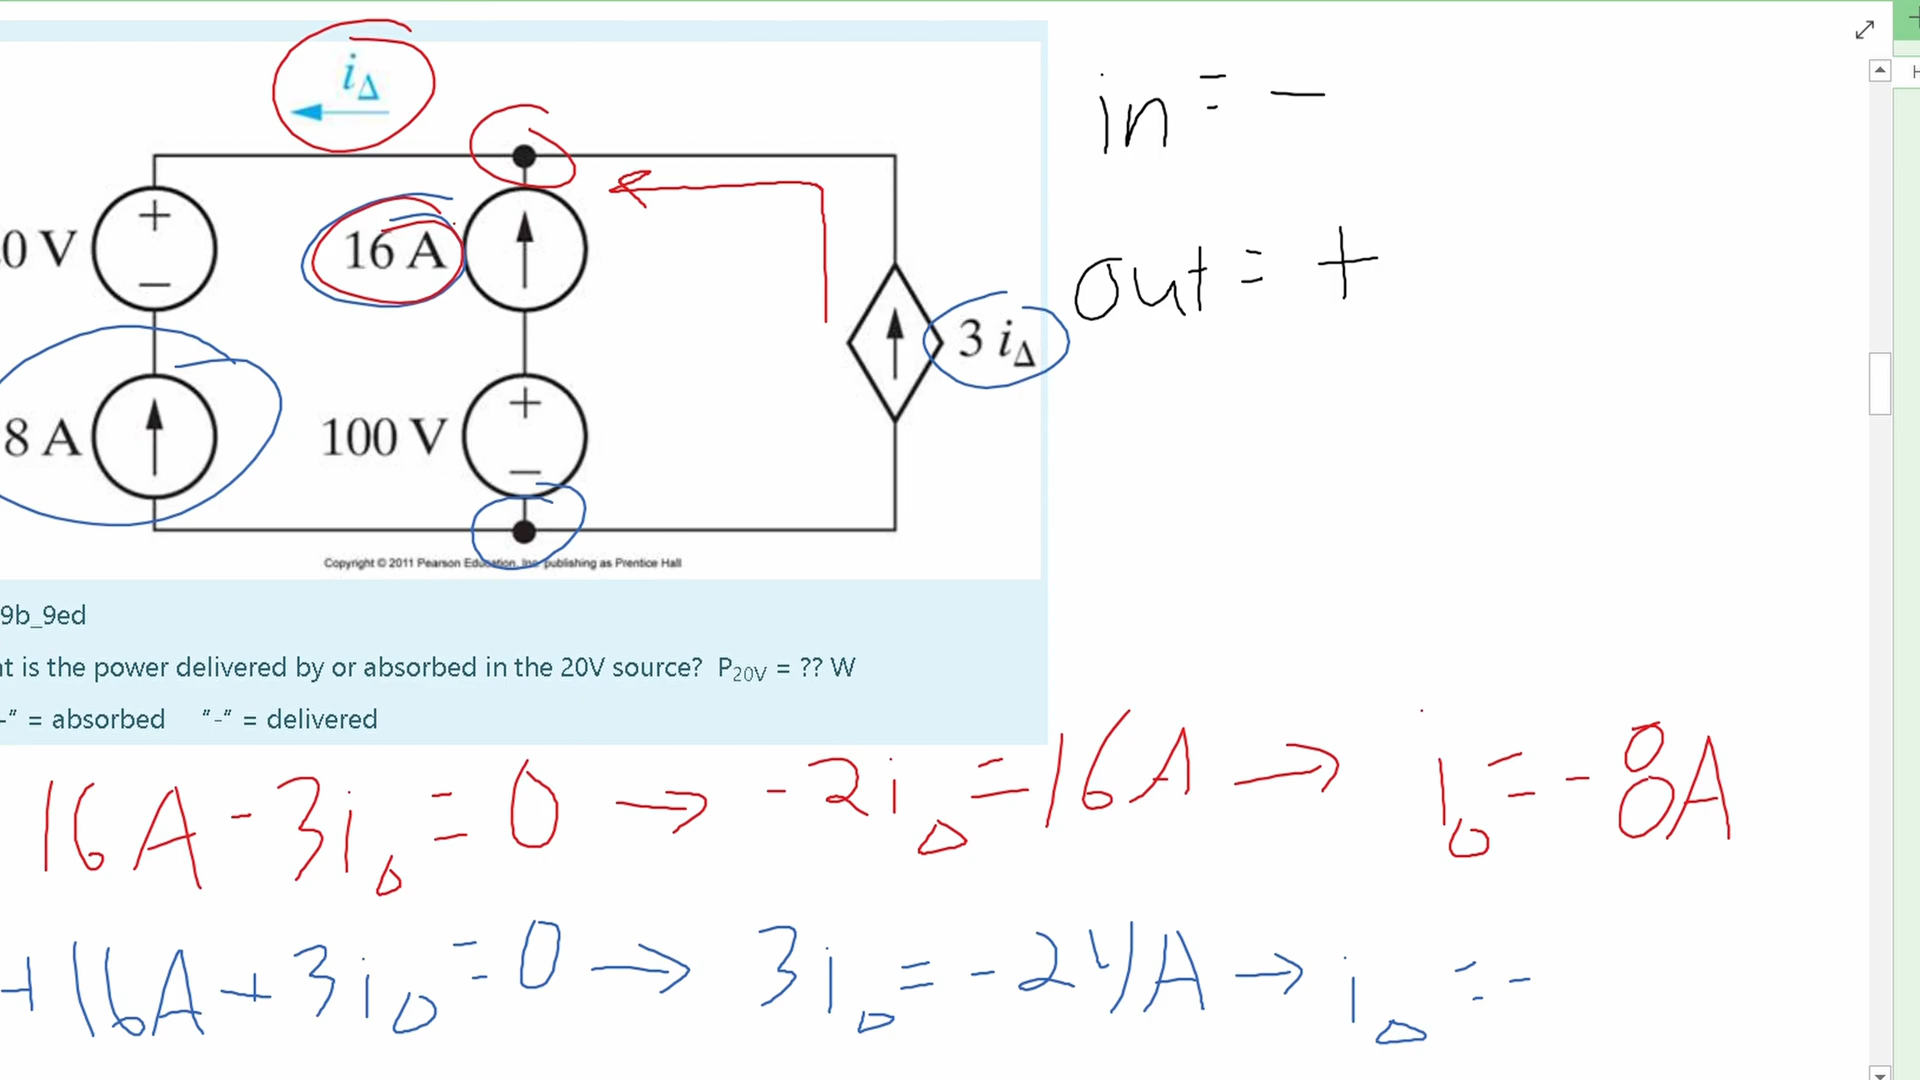 iΔ
in = -
0 V
+
-
16 A
out = +
3 iΔ
8 A
100 V
+
-
Copyright © 2011 Pearson Education, Inc. publishing as Prentice Hall
9b_9ed
t is the power delivered by or absorbed in the 20V source? P20V = ?? W
-" = absorbed "-" = delivered
16A - 3iΔ = 0 → -2iΔ = 16A → iΔ = -8A
+16A + 3iΔ = 0 → 3iΔ = -24A → iΔ = -